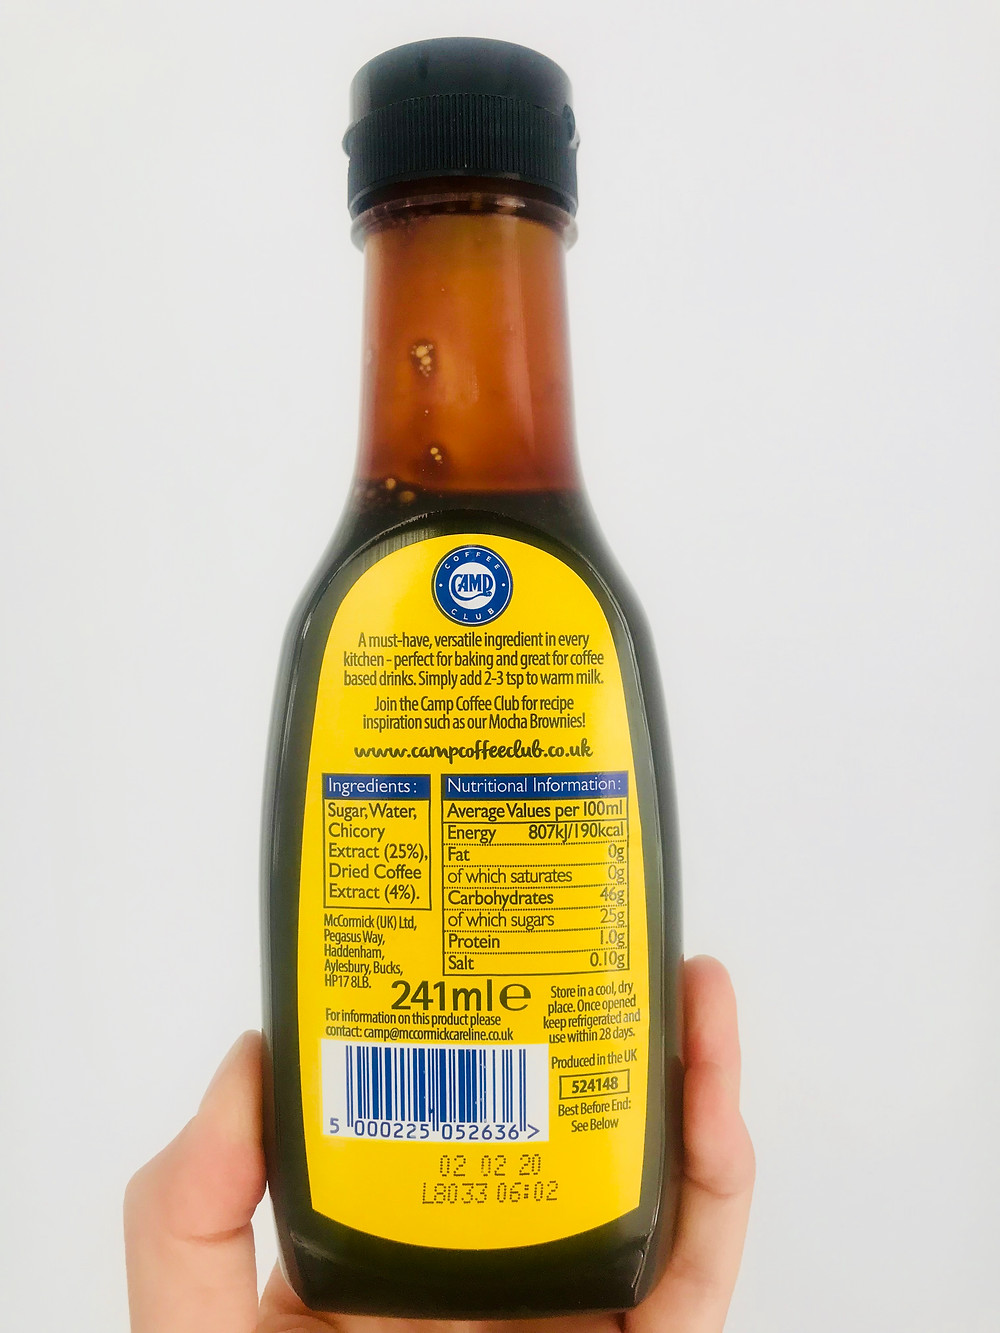 COFFEE
CAMP
CLUB
A must-have, versatile ingredient in every
kitchen - perfect for baking and great for coffee
based drinks. Simply add 2-3 tsp to warm milk.
Join the Camp Coffee Club for recipe
inspiration such as our Mocha Brownies!
www.campcoffeeclub.co.uk
Ingredients:
Sugar, Water,
Chicory
Extract (25%),
Dried Coffee
Extract (4%).
Nutritional Information:
Average Values per 100ml
Energy 807kJ/190kcal
Fat 0g
of which saturates 0g
Carbohydrates 46g
of which sugars 25g
Protein 1.0g
Salt 0.10g
McCormick (UK) Ltd,
Pegasus Way,
Haddenham,
Aylesbury, Bucks,
HP17 8LB.
241ml e
For information on this product please
contact: camp@mccormickcareline.co.uk
Store in a cool, dry
place. Once opened
keep refrigerated and
use within 28 days.
Produced in the UK
524148
Best Before End:
See Below
5 000225 052636 >
02 02 20
L8033 06:02